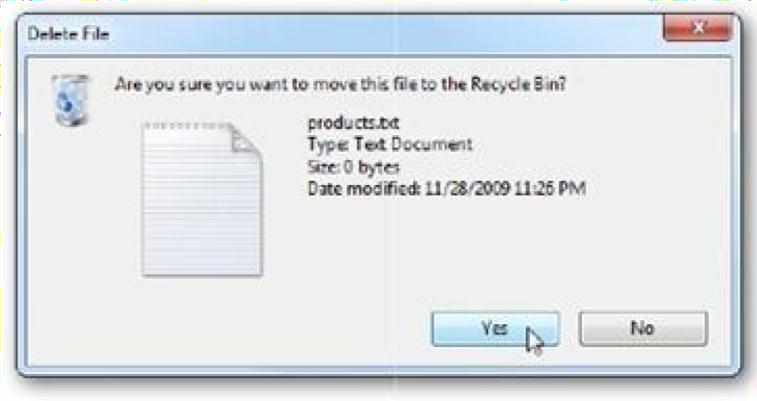 Delete File
Are you sure you want to move this file to the Recycle Bin?
products.txt
Type: Text Document
Size: 0 bytes
Date modified: 11/28/2009 11:26 PM
Yes
No